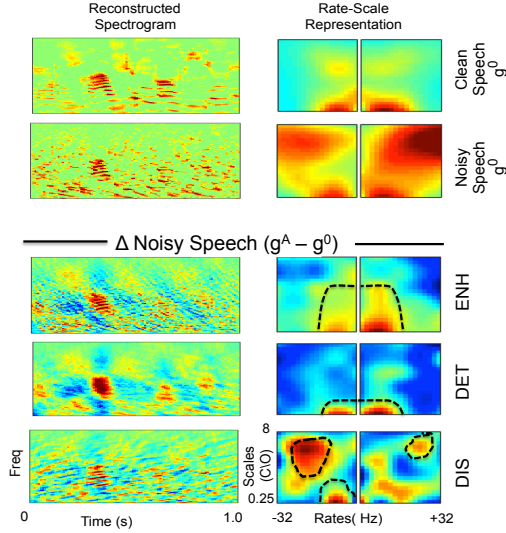 Reconstructed
Spectrogram
Rate-Scale
Representation
Clean
Speech
g⁰
Noisy
Speech
g⁰
Δ Noisy Speech (gᴬ – g⁰)
ENH
DET
DIS
Freq
0
Time (s)
1.0
Scales
(C\O)
8
0.25
-32
Rates( Hz)
+32